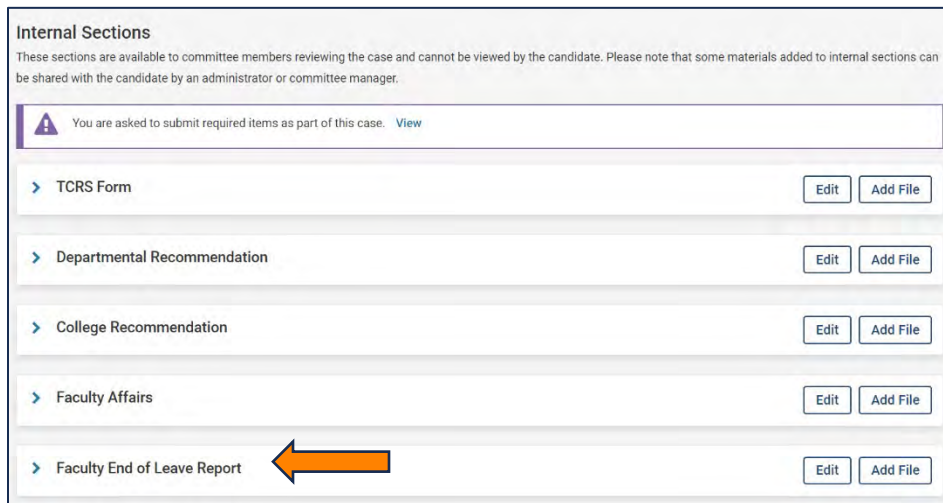 Internal Sections
These sections are available to committee members reviewing the case and cannot be viewed by the candidate. Please note that some materials added to internal sections can
be shared with the candidate by an administrator or committee manager.
You are asked to submit required items as part of this case. View
TCRS Form Edit Add File
Departmental Recommendation Edit Add File
College Recommendation Edit Add File
Faculty Affairs Edit Add File
Faculty End of Leave Report Edit Add File